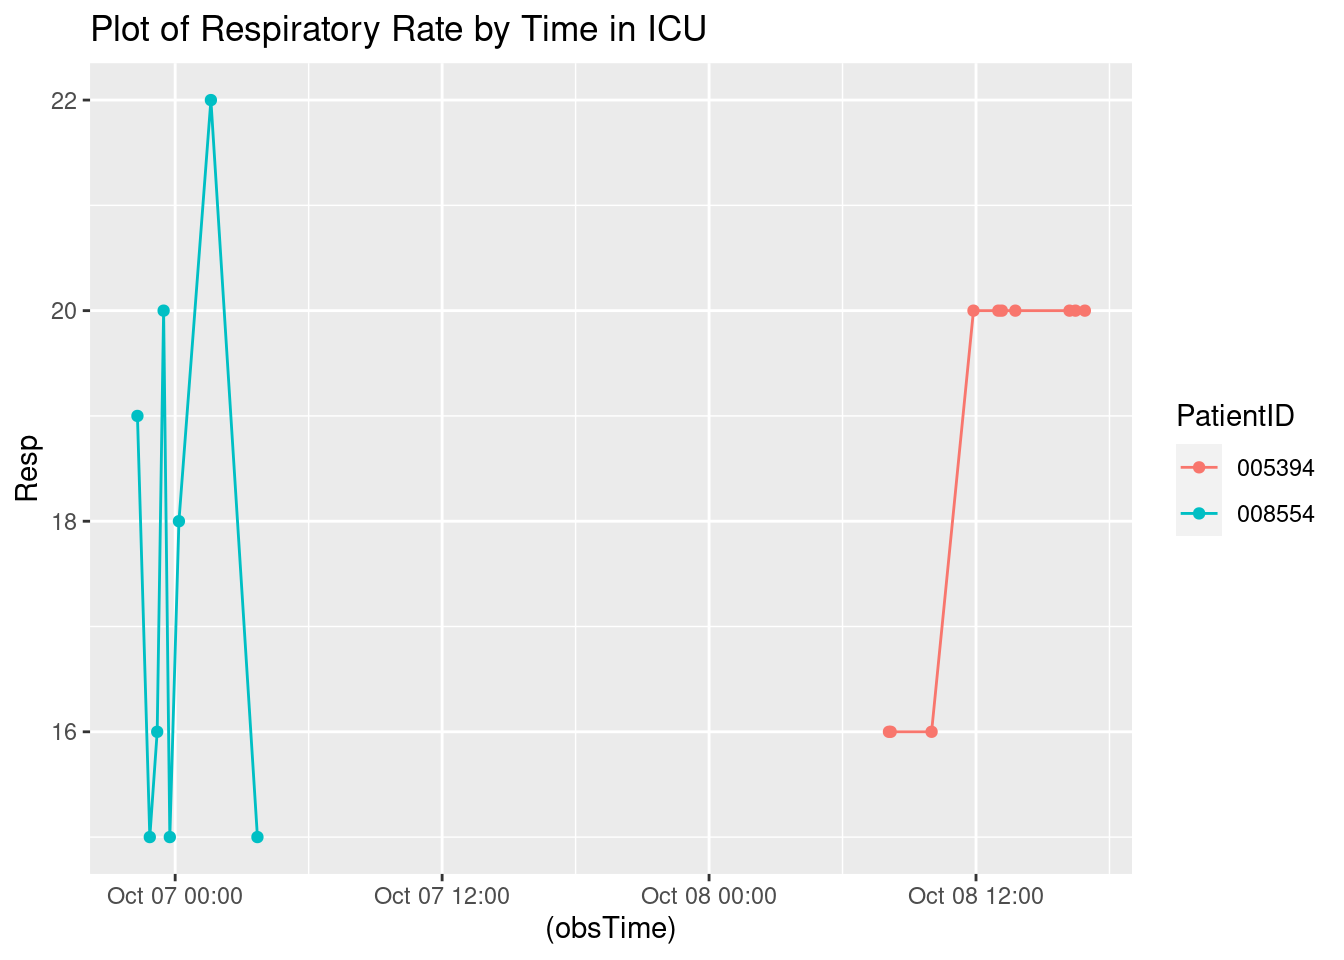 Plot of Respiratory Rate by Time in ICU
22
20
18
16
Resp
Oct 07 00:00
Oct 07 12:00
Oct 08 00:00
Oct 08 12:00
(obsTime)
PatientID
005394
008554